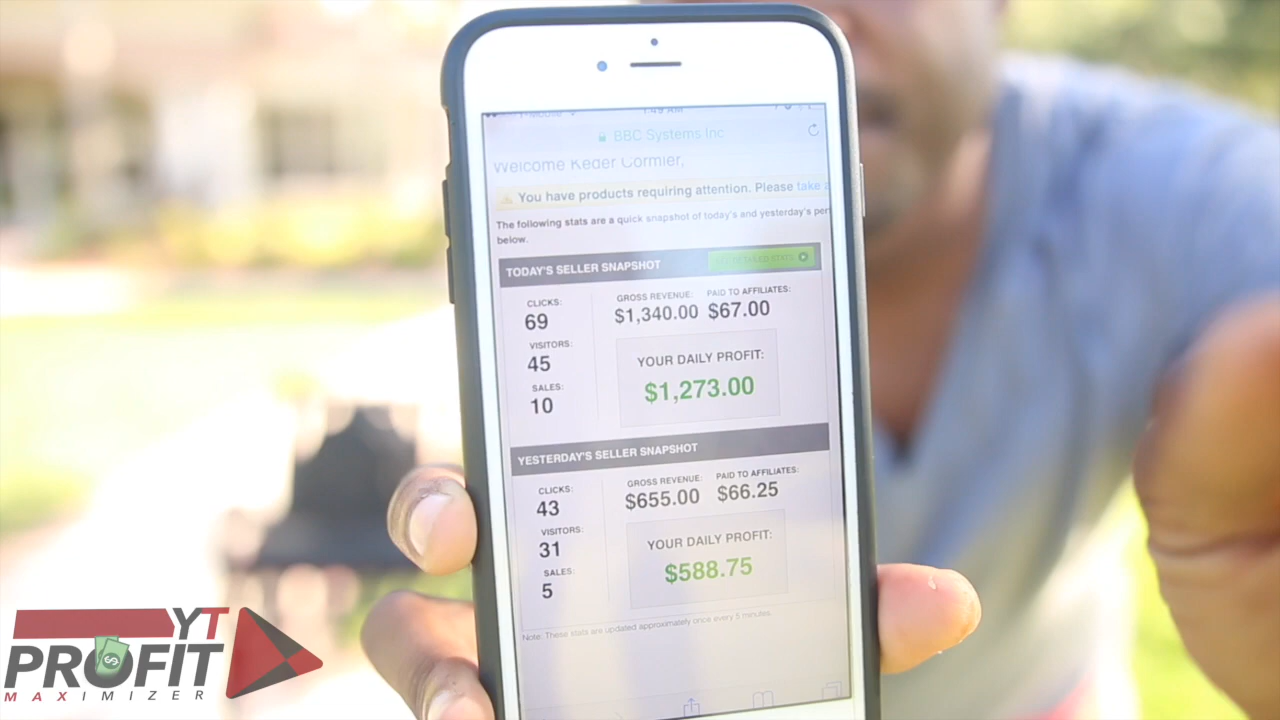 BBC Systems Inc
Welcome Keder Cormier,
You have products requiring attention. Please take a
The following stats are a quick snapshot of today's and yesterday's per
below.
TODAY'S SELLER SNAPSHOT
CLICKS:
69
VISITORS:
45
SALES:
10
GROSS REVENUE: PAID TO AFFILIATES:
$1,340.00 $67.00
YOUR DAILY PROFIT:
$1,273.00
YESTERDAY'S SELLER SNAPSHOT
CLICKS:
43
VISITORS:
31
SALES:
5
GROSS REVENUE: PAID TO AFFILIATES:
$655.00 $66.25
YOUR DAILY PROFIT:
$588.75
Note: These stats are updated approximately once every 5 minutes.
YT
PROFIT
MAXIMIZER